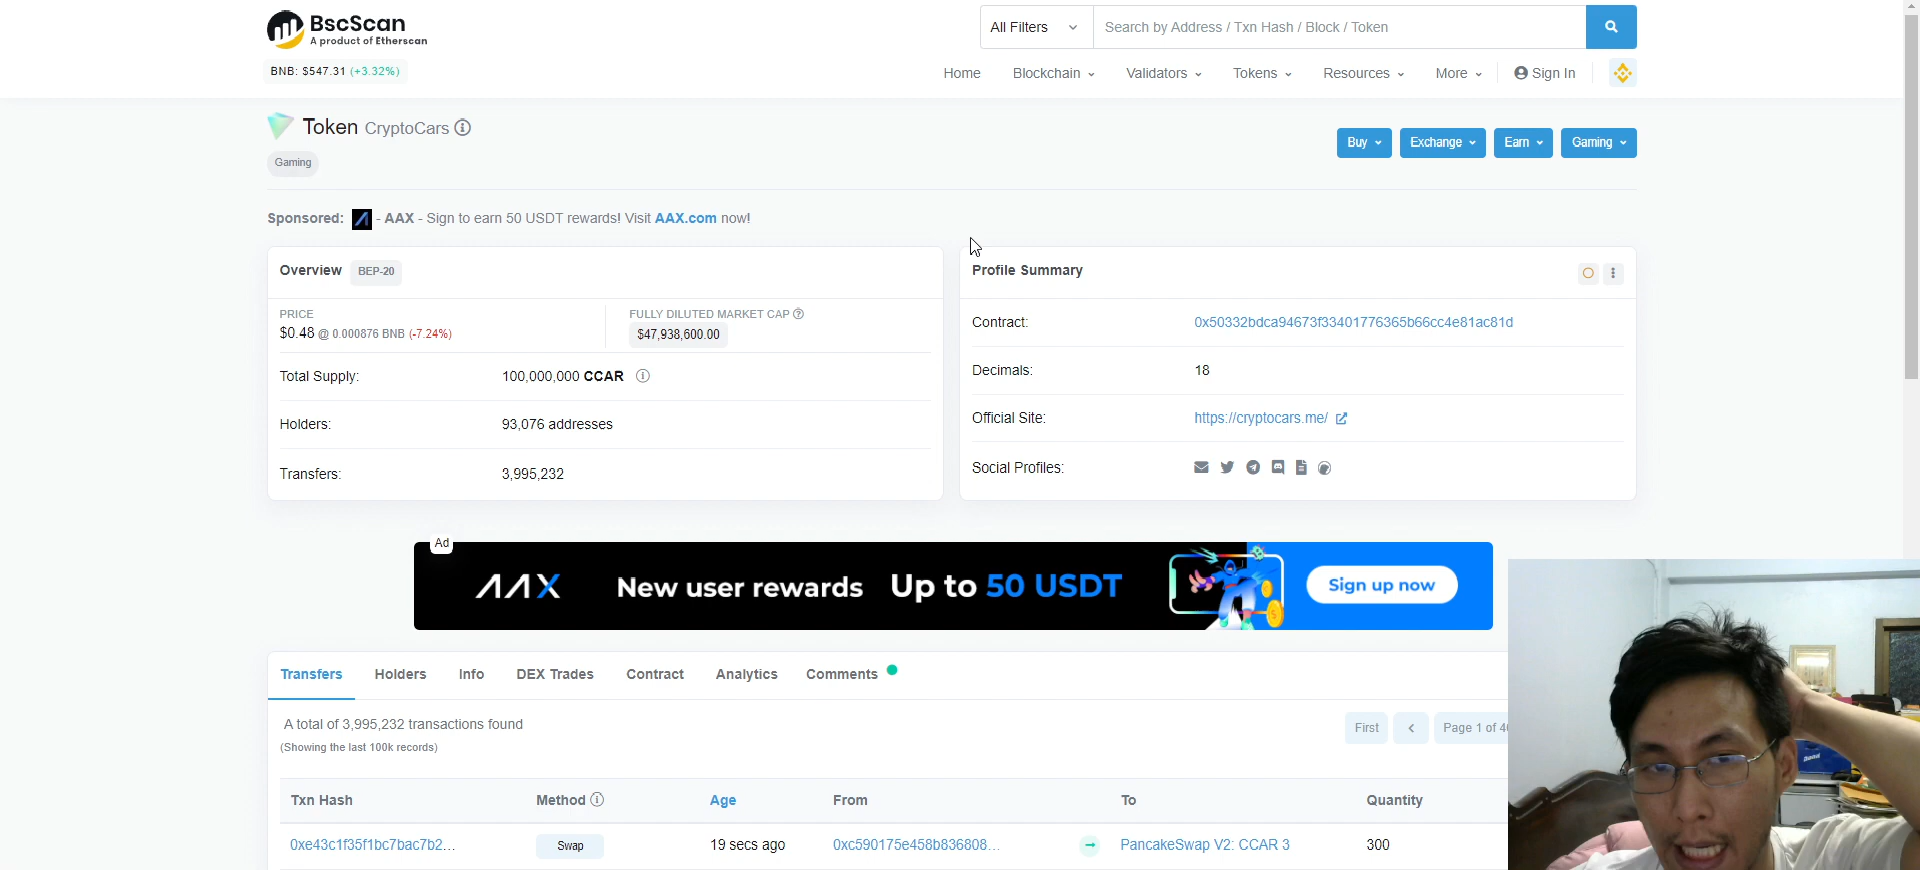 BscScan
A product of Etherscan
All Filters
Search by Address / Txn Hash / Block / Token
BNB: $547.31 (+3.32%)
Home Blockchain Validators Tokens Resources More Sign In
Token CryptoCars
Gaming
Buy Exchange Earn Gaming
Sponsored: - AAX - Sign to earn 50 USDT rewards! Visit AAX.com now!
Overview BEP-20
PRICE
$0.48 @ 0.000876 BNB (-7.24%)
FULLY DILUTED MARKET CAP
$47,938,600.00
Total Supply: 100,000,000 CCAR
Holders: 93,076 addresses
Transfers: 3,995,232
Profile Summary
Contract: 0x50332bdca94673f33401776365b66cc4e81ac81d
Decimals: 18
Official Site: https://cryptocars.me/
Social Profiles:
Ad
AAX New user rewards Up to 50 USDT Sign up now
Transfers Holders Info DEX Trades Contract Analytics Comments
A total of 3,995,232 transactions found
(Showing the last 100k records)
First Page 1 of
Txn Hash Method Age From To Quantity
0xe43c1f35f1bc7bac7b2... Swap 19 secs ago 0xc590175e458b836808... PancakeSwap V2: CCAR 3 300